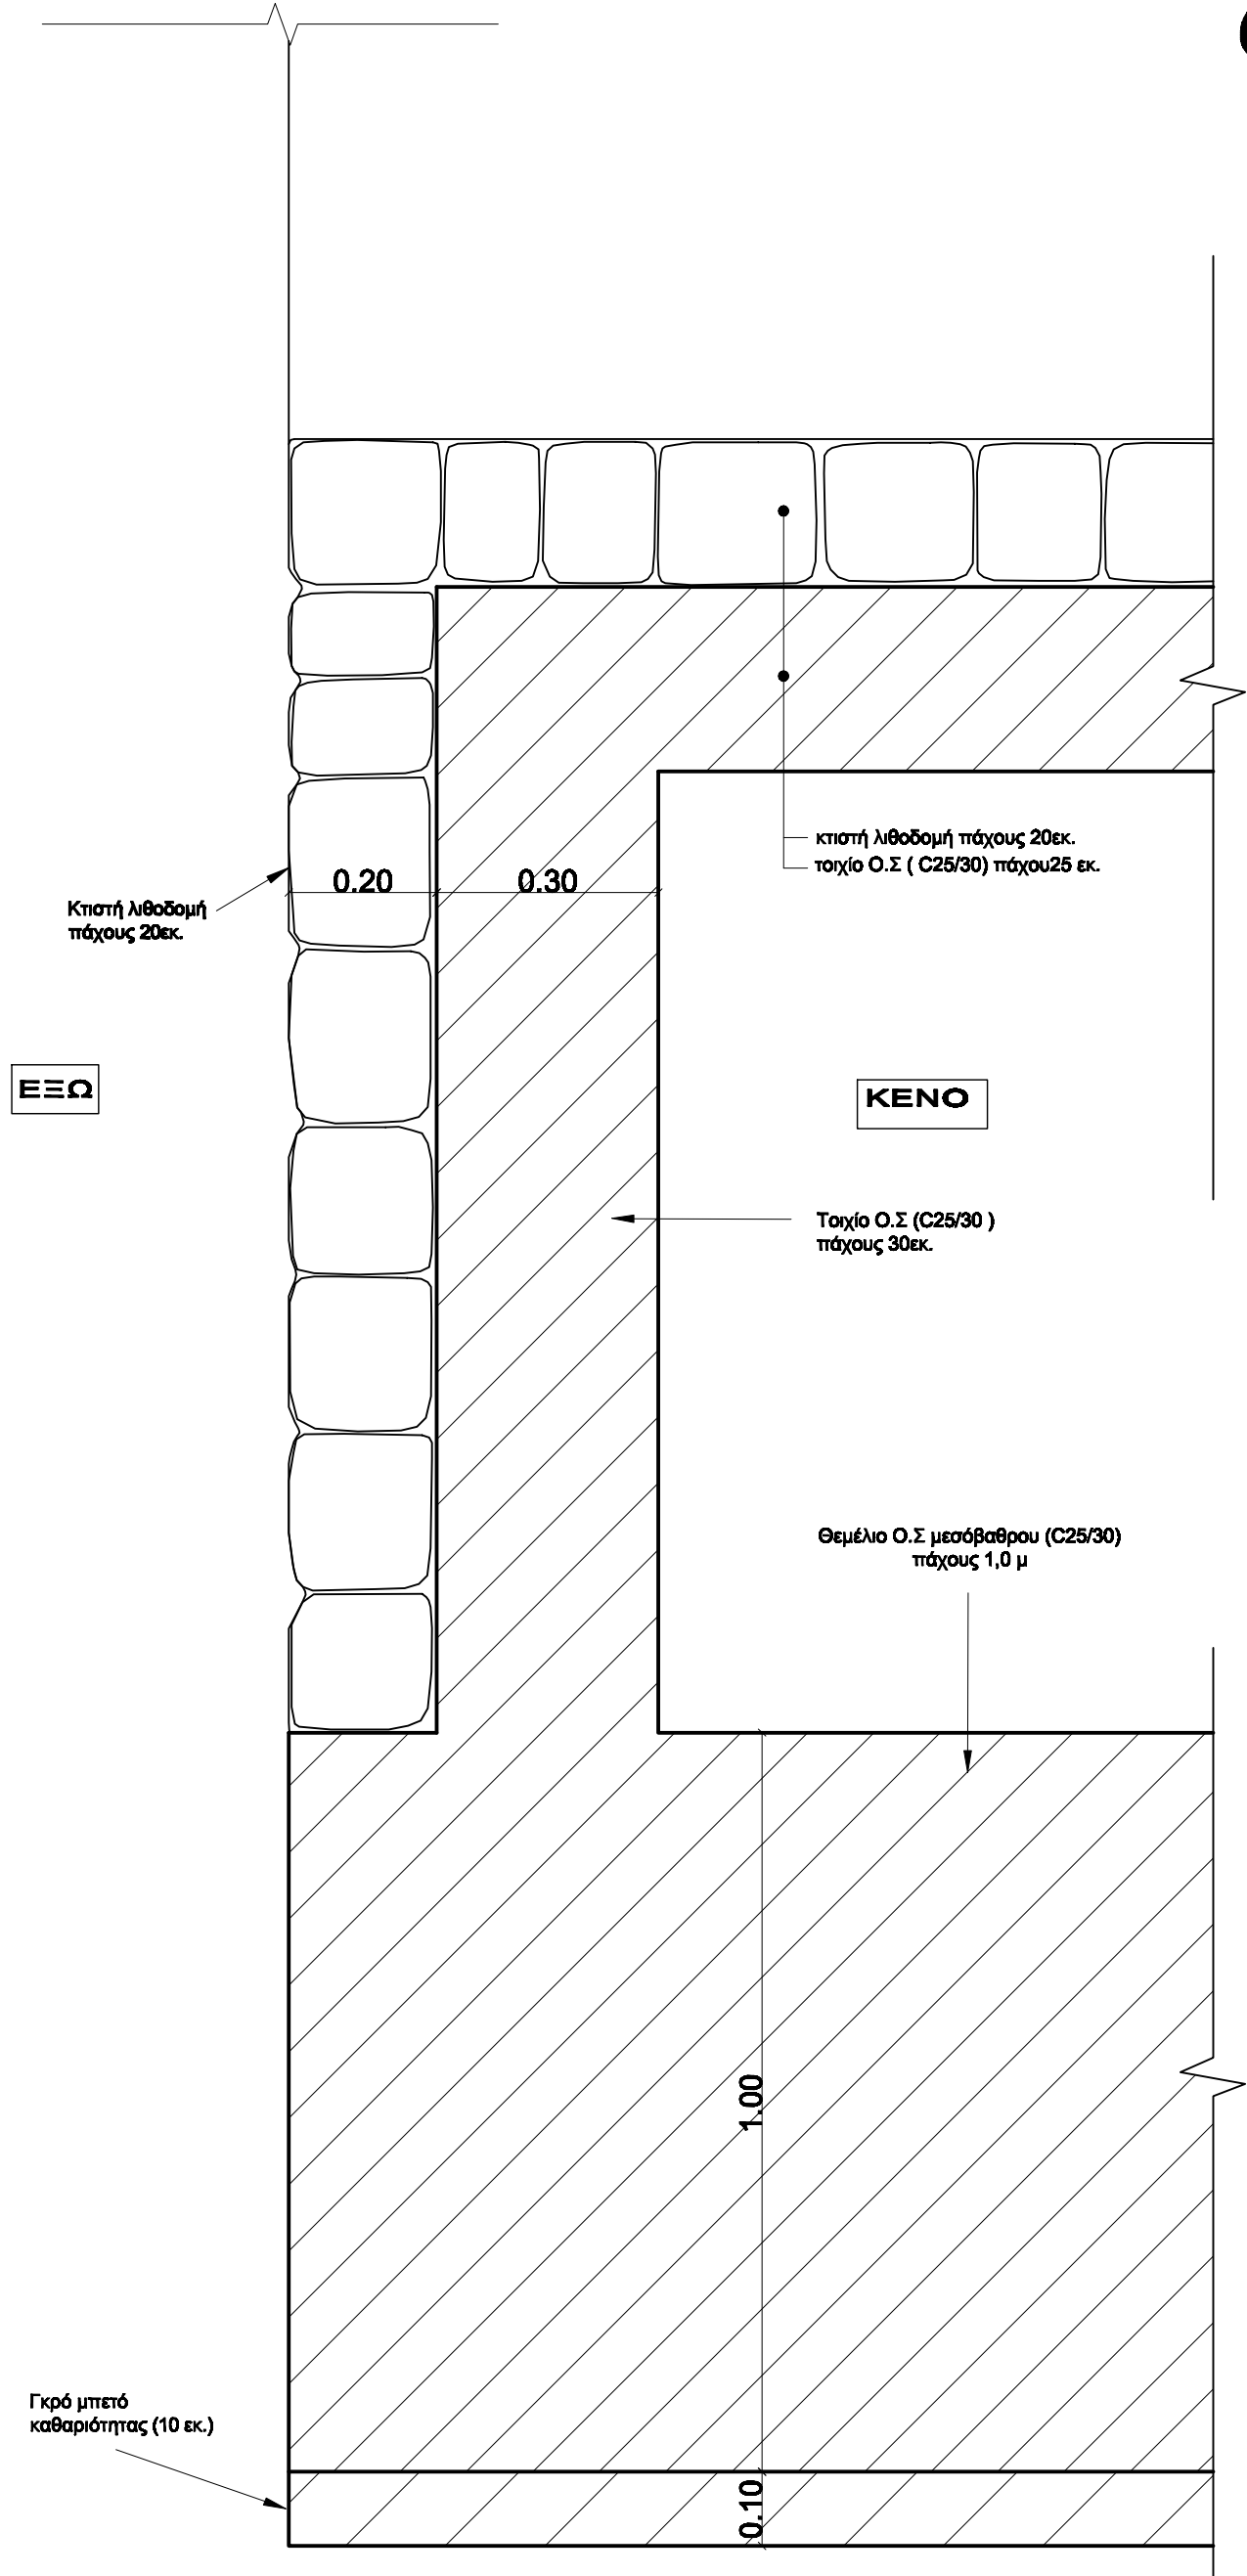 κτιστή λιθοδομή πάχους 20εκ.
τοιχίο Ο.Σ ( C25/30) πάχου25 εκ.
0.20
0.30
Κτιστή λιθοδομή
πάχους 20εκ.
ΕΞΩ
ΚΕΝΟ
Τοιχίο Ο.Σ (C25/30 )
πάχους 30εκ.
Θεμέλιο Ο.Σ μεσόβαθρου (C25/30)
πάχους 1,0 μ
1.00
Γκρό μπετό
καθαριότητας (10 εκ.)
0.10